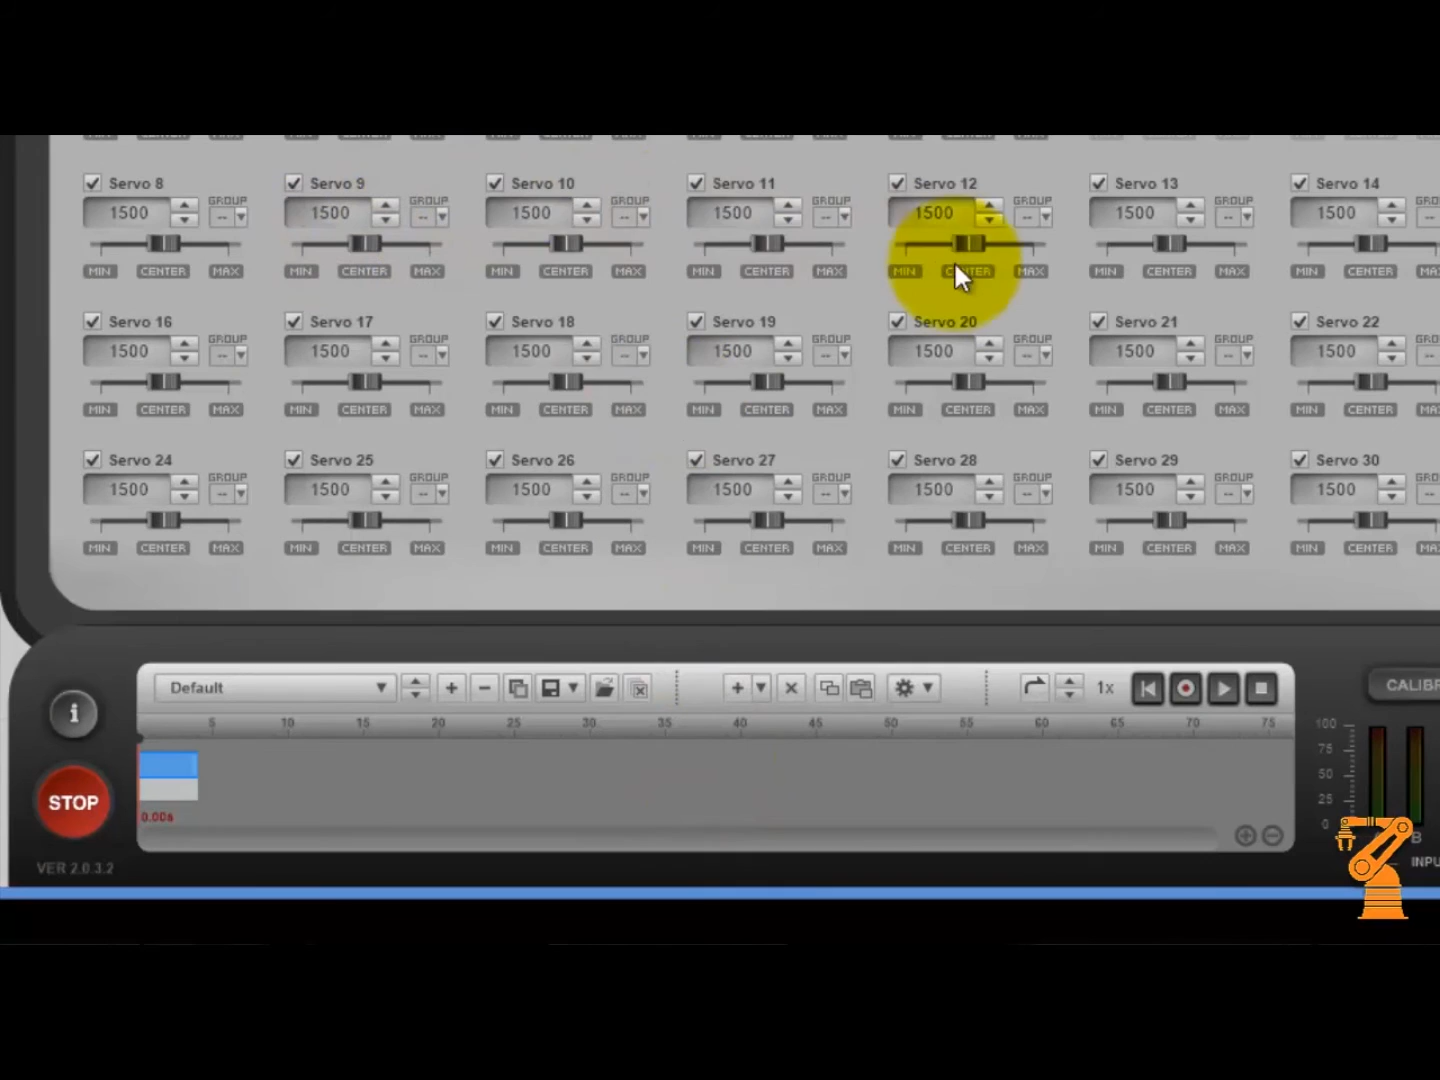 Servo 8 Servo 9 Servo 10 Servo 11 Servo 12 Servo 13 Servo 14
GROUP GROUP GROUP GROUP GROUP GROUP
1500 -- 1500 -- 1500 -- 1500 -- 1500 -- 1500 -- 1500 --
MIN CENTER MAX MIN CENTER MAX MIN CENTER MAX MIN CENTER MAX MIN MAX MIN CENTER MAX MIN CENTER
Servo 16 Servo 17 Servo 18 Servo 19 Servo 20 Servo 21 Servo 22
GROUP GROUP GROUP GROUP GROUP GROUP
1500 -- 1500 -- 1500 -- 1500 -- 1500 -- 1500 -- 1500 --
MIN CENTER MAX MIN CENTER MAX MIN CENTER MAX MIN CENTER MAX MIN CENTER MAX MIN CENTER MAX MIN CENTER
Servo 24 Servo 25 Servo 26 Servo 27 Servo 28 Servo 29 Servo 30
GROUP GROUP GROUP GROUP GROUP GROUP
1500 -- 1500 -- 1500 -- 1500 -- 1500 -- 1500 -- 1500 --
MIN CENTER MAX MIN CENTER MAX MIN CENTER MAX MIN CENTER MAX MIN CENTER MAX MIN CENTER MAX MIN CENTER
Default 1x CALIBR
5 10 15 20 25 30 35 40 45 50 55 60 65 70 75
100
75
50
25
0
i
STOP
0.00s
B
VER 2.0.3.2
INPU